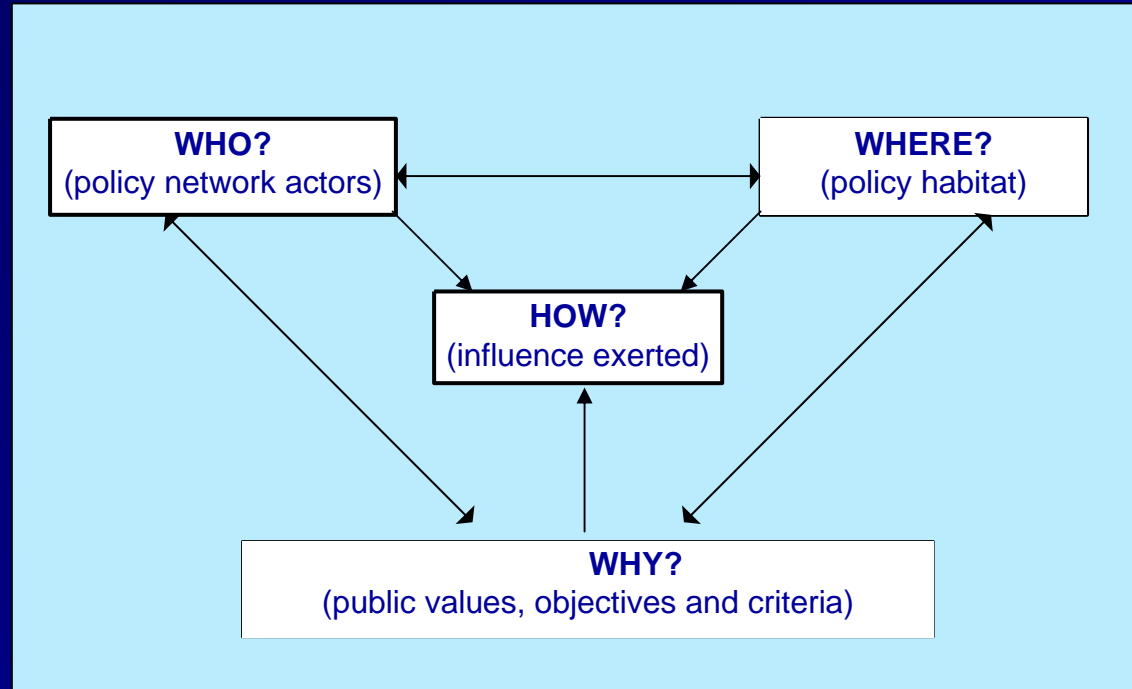 WHO?
(policy network actors)
WHERE?
(policy habitat)
HOW?
(influence exerted)
WHY?
(public values, objectives and criteria)